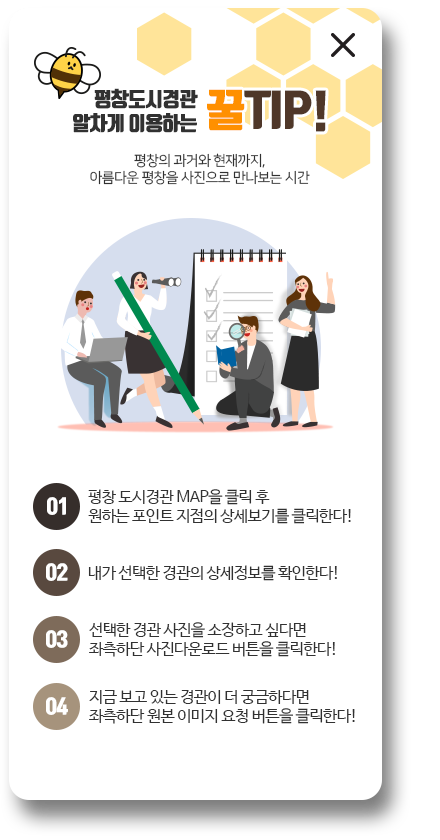 평창도시경관
알차게 이용하는
꿀TIP!
평창의 과거와 현재까지,
아름다운 평창을 사진으로 만나보는 시간
01
평창 도시경관 MAP을 클릭 후
원하는 포인트 지점의 상세보기를 클릭한다!
02
내가 선택한 경관의 상세정보를 확인한다!
03
선택한 경관 사진을 소장하고 싶다면
좌측하단 사진다운로드 버튼을 클릭한다!
04
지금 보고 있는 경관이 더 궁금하다면
좌측하단 원본 이미지 요청 버튼을 클릭한다!